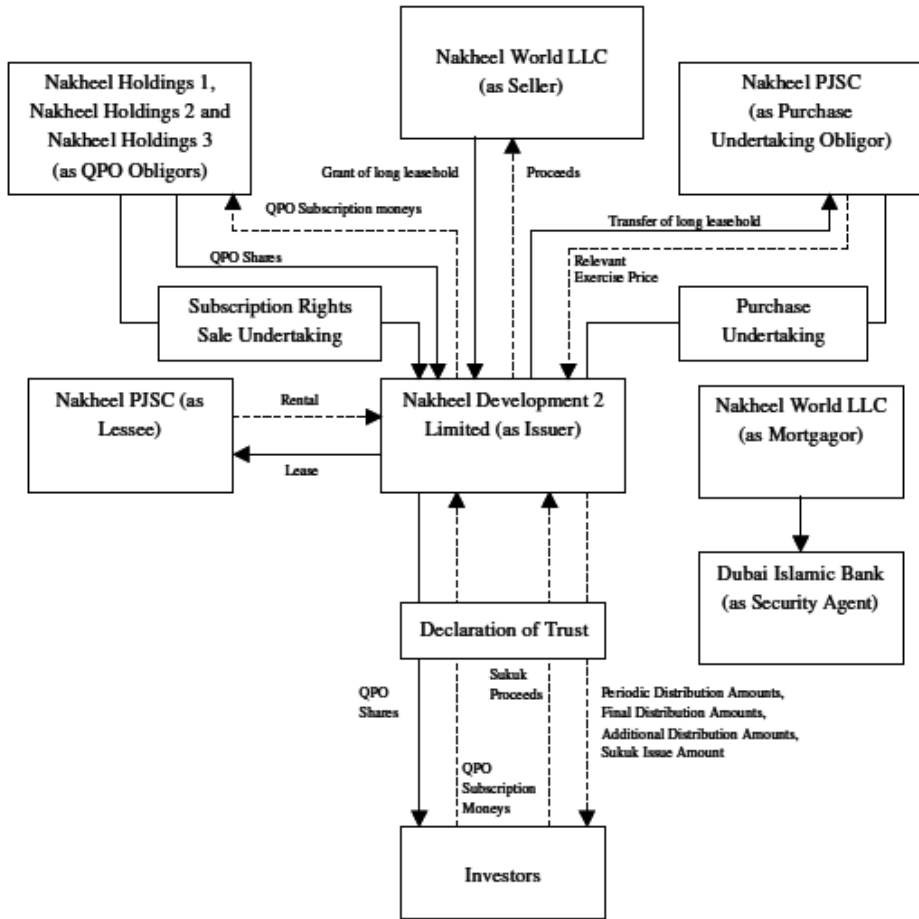 Nakheel World LLC
(as Seller)
Nakheel Holdings 1,
Nakheel Holdings 2 and
Nakheel Holdings 3
(as QPO Obligors)
Nakheel PJSC
(as Purchase
Undertaking Obligor)
Grant of long leasehold
Proceeds
QPO Subscription moneys
Transfer of long leasehold
QPO Shares
Relevant
Exercise Price
Subscription Rights
Sale Undertaking
Purchase
Undertaking
Nakheel PJSC (as
Lessee)
Rental
Lease
Nakheel Development 2
Limited (as Issuer)
Nakheel World LLC
(as Mortgagor)
Dubai Islamic Bank
(as Security Agent)
Declaration of Trust
QPO
Shares
Sukuk
Proceeds
Periodic Distribution Amounts,
Final Distribution Amounts,
Additional Distribution Amounts,
Sukuk Issue Amount
QPO
Subscription
Moneys
Investors